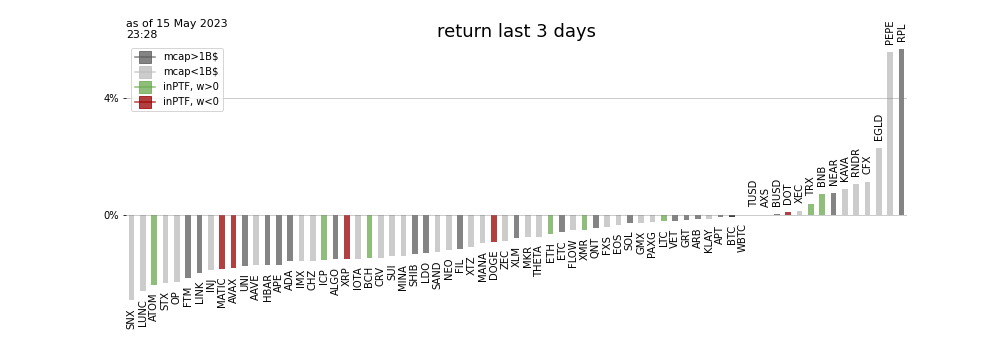 as of 15 May 2023
23:28
return last 3 days
mcap>1B$
mcap<1B$
inPTF, w>0
inPTF, w<0
4%
0%
SNX
LUNC
ATOM
STX
OP
FTM
LINK
INJ
MATIC
AVAX
UNI
AAVE
HBAR
APE
ADA
IMX
CHZ
ICP
ALGO
XRP
IOTA
BCH
CRV
SUI
MINA
SHIB
LDO
SAND
NEO
FIL
XTZ
MANA
DOGE
ZEC
XLM
MKR
THETA
ETH
ETC
FLOW
XMR
QNT
FXS
EOS
SOL
GMX
PAXG
LTC
VET
GRT
ARB
KLAY
APT
BTC
WBTC
TUSD
AXS
BUSD
DOT
XEC
TRX
BNB
NEAR
KAVA
RNDR
CFX
EGLD
PEPE
RPL